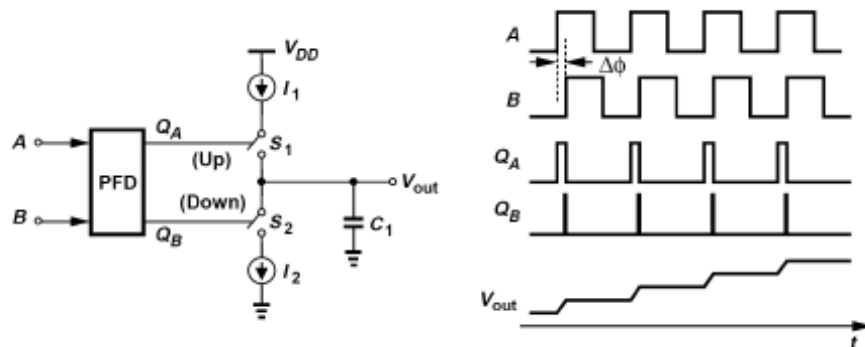 V_DD
I_1
A
Q_A
(Up)
S_1
PFD
(Down)
V_out
B
Q_B
S_2
C_1
I_2
A
Δϕ
B
Q_A
Q_B
V_out
t